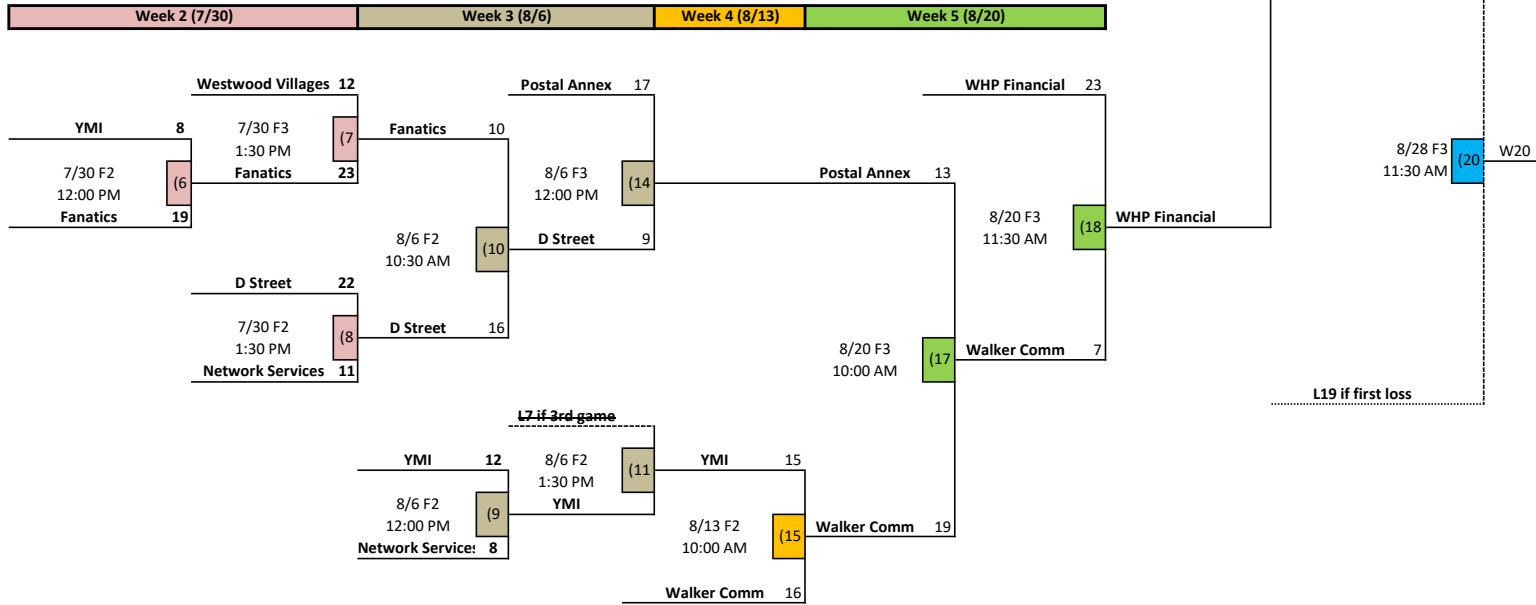 Week 2 (7/30) Week 3 (8/6) Week 4 (8/13) Week 5 (8/20)
Westwood Villages 12 Postal Annex 17 WHP Financial 23
YMI 8 7/30 F3 (7 Fanatics 10
1:30 PM
8/28 F3 (20 W20
11:30 AM
7/30 F2 (6 Fanatics 23 8/6 F3 (14 Postal Annex 13
12:00 PM 12:00 PM
Fanatics 19
8/20 F3 (18 WHP Financial
11:30 AM
8/6 F2 (10 D Street 9
10:30 AM
D Street 22
7/30 F2 (8 D Street 16
1:30 PM
8/20 F3 (17 Walker Comm 7
10:00 AM
Network Services 11
L19 if first loss
L7 if 3rd game
YMI 12 8/6 F2 (11 YMI 15
1:30 PM
8/6 F2 (9 YMI
12:00 PM
8/13 F2 (15 Walker Comm 19
10:00 AM
Network Services 8
Walker Comm 16